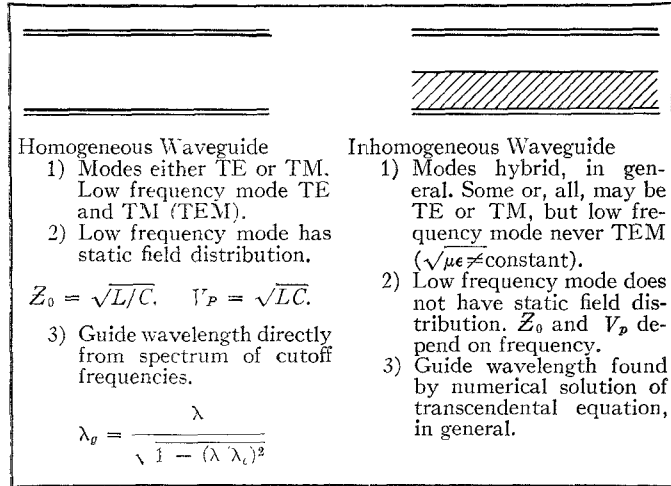 Homogeneous Waveguide
1) Modes either TE or TM.
Low frequency mode TE
and TM (TEM).
2) Low frequency mode has
static field distribution.
Z₀ = √L/C. V_P = √LC.
3) Guide wavelength directly
from spectrum of cutoff
frequencies.
λ_g = λ / √1 − (λ/λ_c)²
Inhomogeneous Waveguide
1) Modes hybrid, in gen-
eral. Some or, all, may be
TE or TM, but low fre-
quency mode never TEM
(√με≠constant).
2) Low frequency mode does
not have static field dis-
tribution. Z₀ and V_p de-
pend on frequency.
3) Guide wavelength found
by numerical solution of
transcendental equation,
in general.